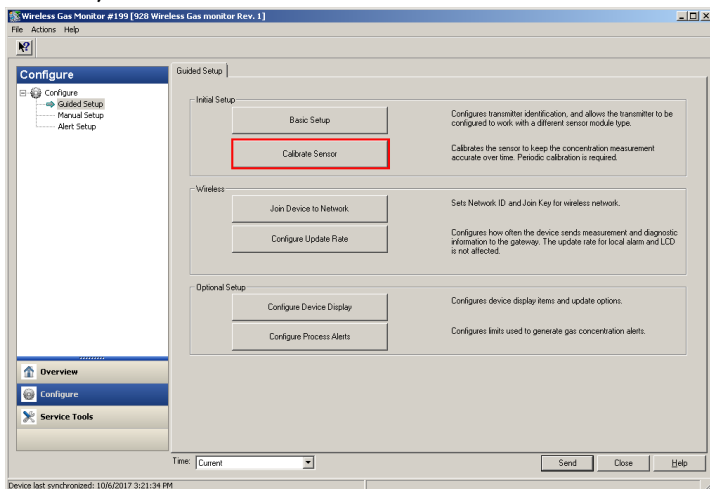 Wireless Gas Monitor #199 [928 Wireless Gas monitor Rev. 1]
File Actions Help
Configure
Configure
Guided Setup
Manual Setup
Alert Setup
Overview
Configure
Service Tools
Guided Setup
Initial Setup
Basic Setup
Configures transmitter identification, and allows the transmitter to be
configured to work with a different sensor module type.
Calibrate Sensor
Calibrates the sensor to keep the concentration measurement
accurate over time. Periodic calibration is required.
Wireless
Join Device to Network
Sets Network ID and Join Key for wireless network.
Configure Update Rate
Configures how often the device sends measurement and diagnostic
information to the gateway. The update rate for local alarm and LCD
is not affected.
Optional Setup
Configure Device Display
Configures device display items and update options.
Configure Process Alerts
Configures limits used to generate gas concentration alerts.
Time: Current
Send Close Help
Device last synchronized: 10/6/2017 3:21:34 PM